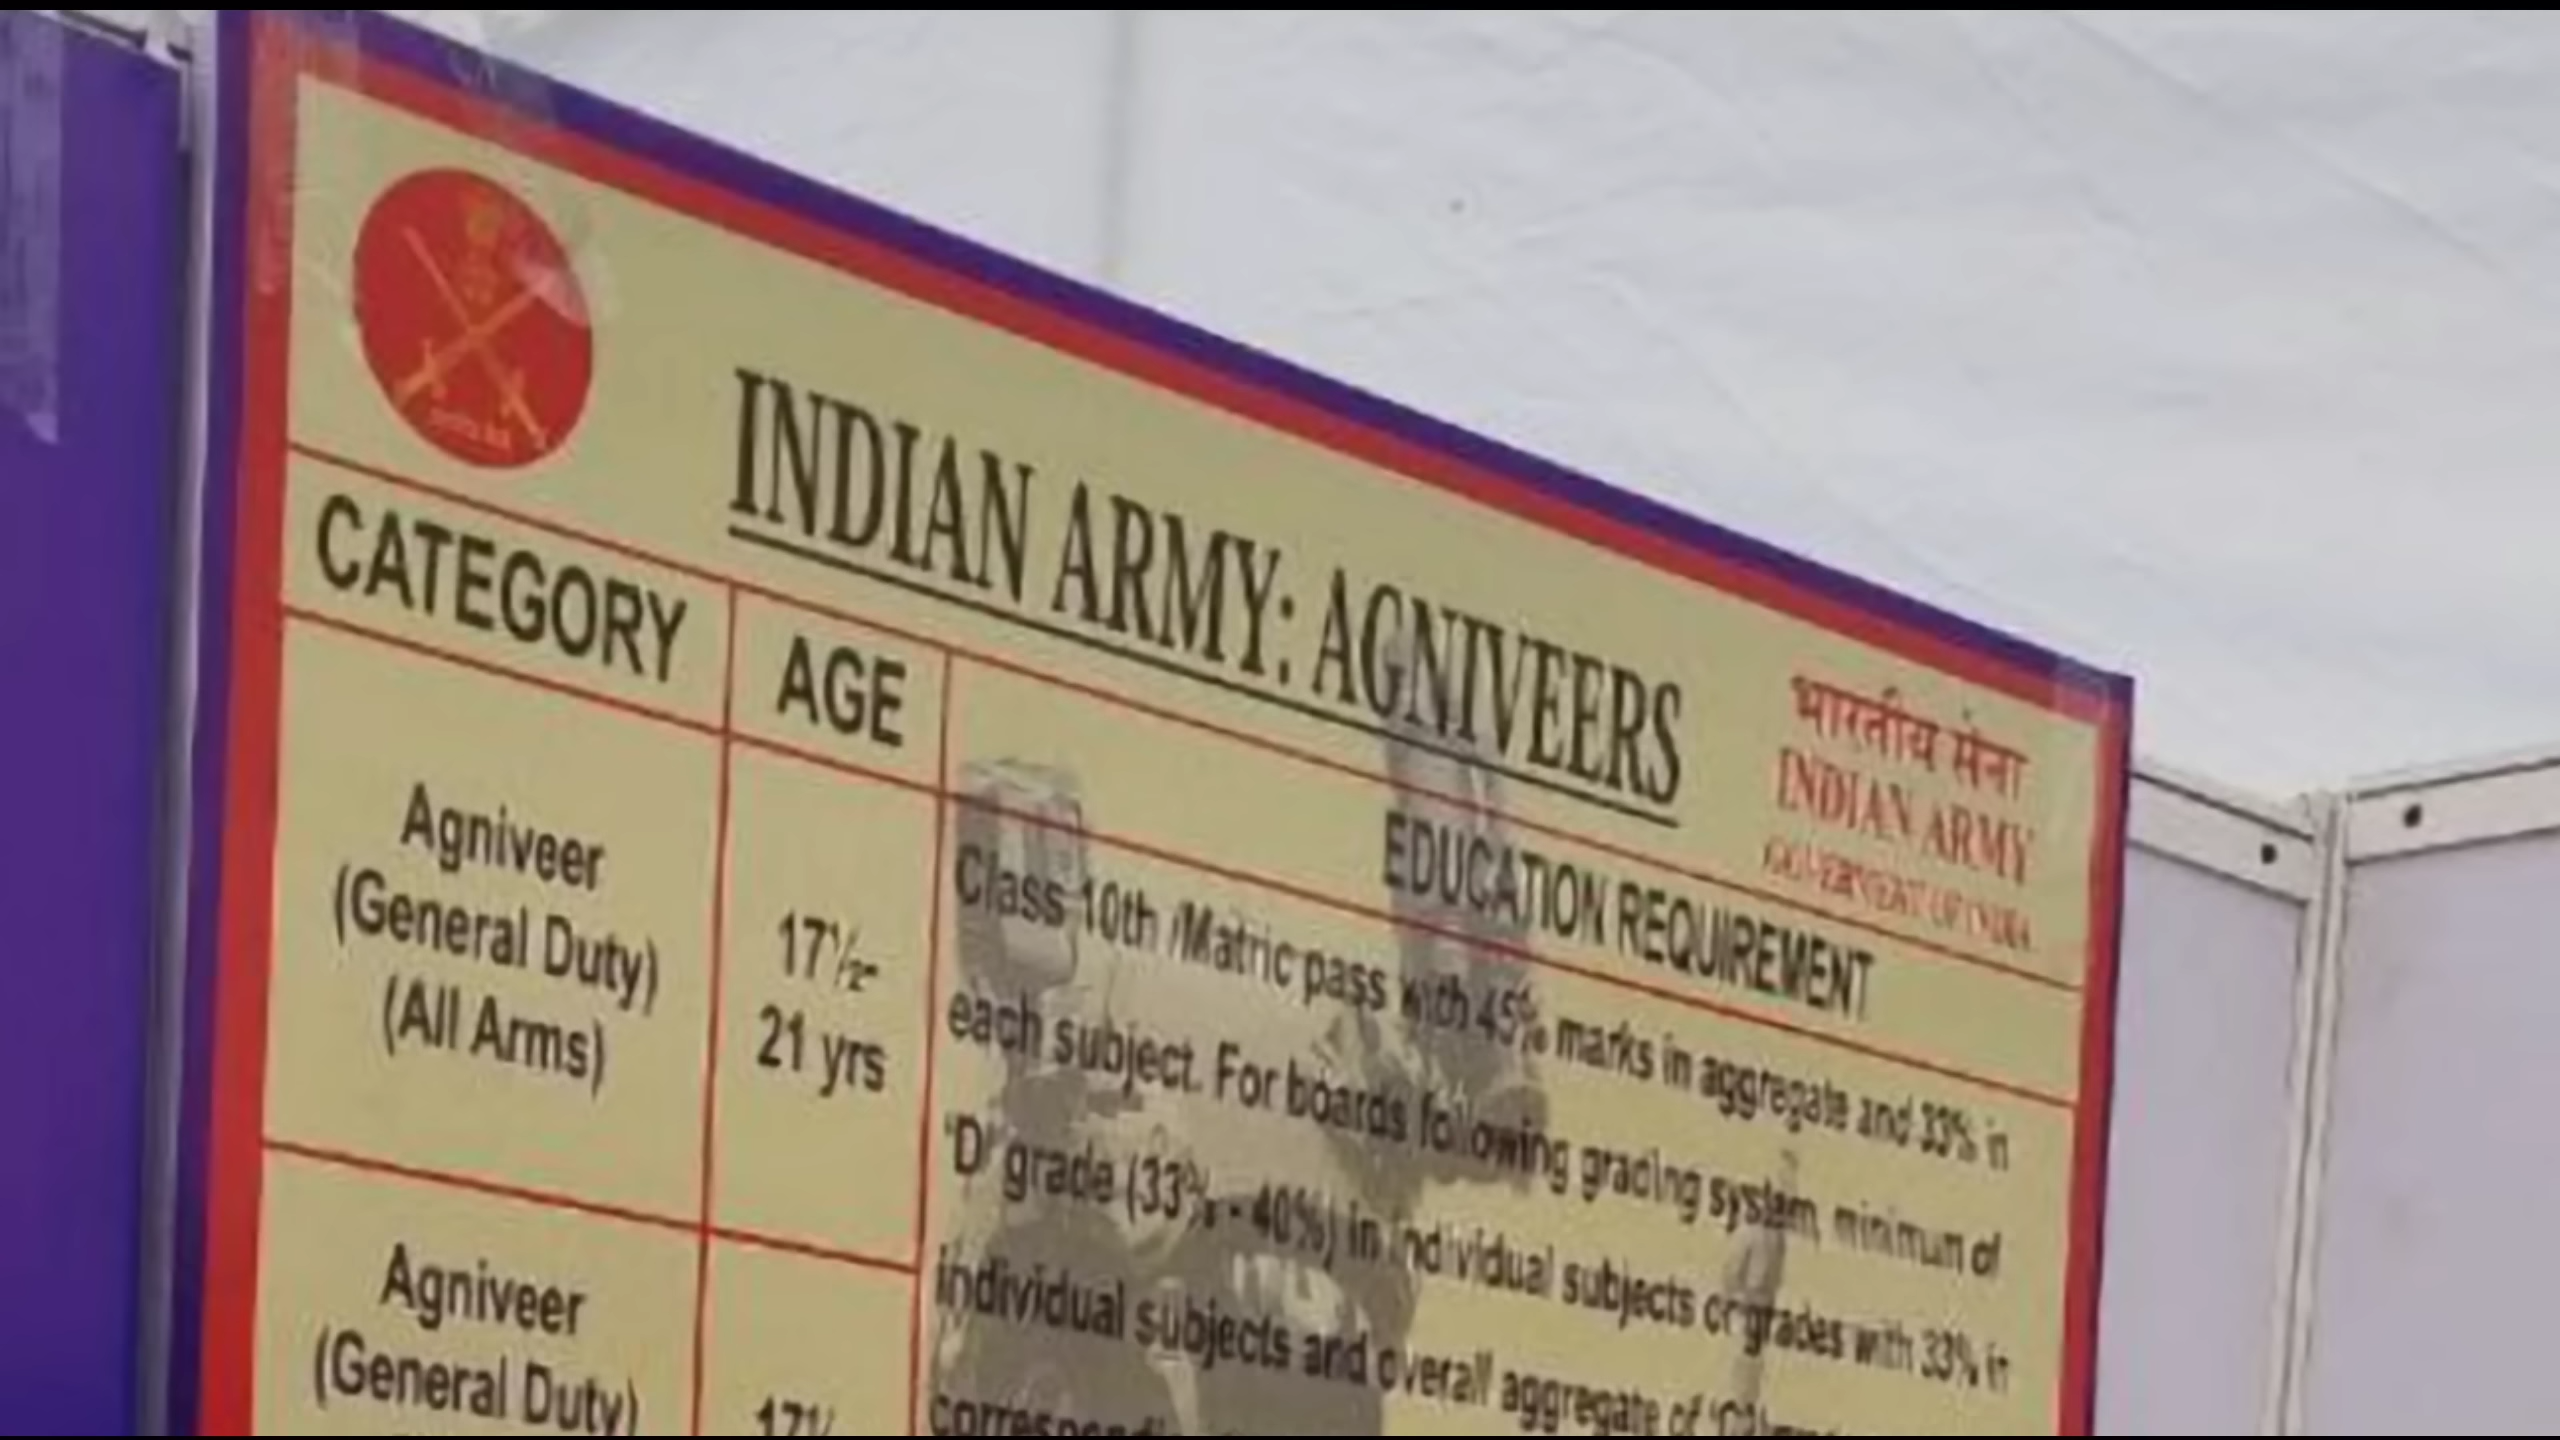 INDIAN ARMY: AGNIVEERS
भारतीय सेना
INDIAN ARMY
GOVERNMENT OF INDIA
CATEGORY
AGE
EDUCATION REQUIREMENT
Agniveer
(General Duty)
(All Arms)
17½-
21 yrs
Class 10th /Matric pass with 45% marks in aggregate and 33% in
each subject. For boards following grading system, minimum of
'D' grade (33% - 40%) in individual subjects or grades with 33% in
individual subjects and overall aggregate of 'C2'
Agniveer
(General Duty)